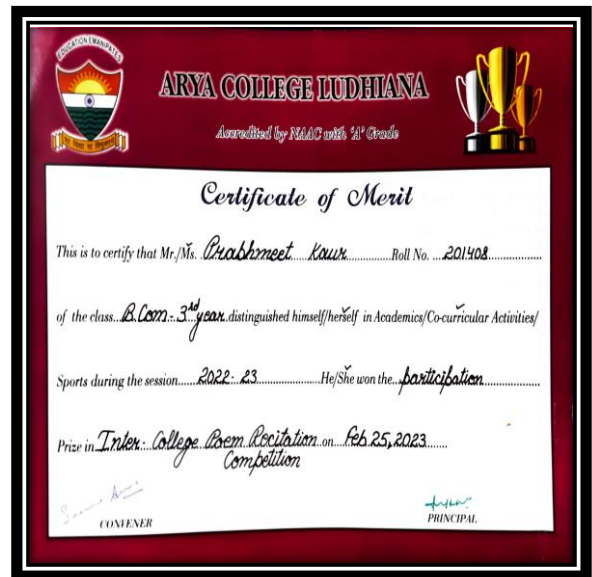 EDUCATION EMANIPATES
ARYA COLLEGE LUDHIANA
Accredited by NAAC with 'A' Grade
Certificate of Merit
This is to certify that Mr./Ms. Prabhmeet Kaur Roll No. 201408
of the class B.Com - 3rd year distinguished himself/herself in Academics/Co-curricular Activities/
Sports during the session 2022-23 He/She won the participation
Prize in Inter-College Poem Recitation on Feb 25, 2023
Competition
CONVENER
PRINCIPAL